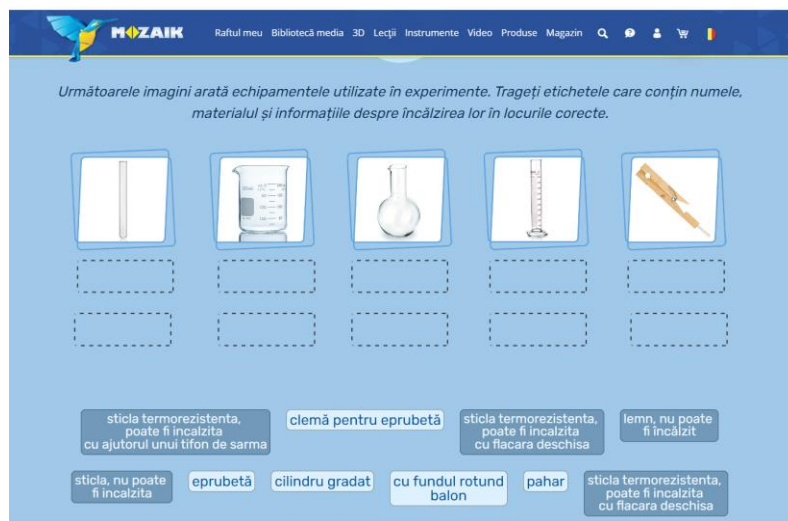 MOZAIK
Raftul meu Bibliotecă media 3D Lecții Instrumente Video Produse Magazin
Următoarele imagini arată echipamentele utilizate în experimente. Trageți etichetele care conțin numele,
materialul și informațiile despre încălzirea lor în locurile corecte.
sticla termorezistenta,
poate fi incalzita
cu ajutorul unui tifon de sarma
clemă pentru eprubetă
sticla termorezistenta,
poate fi incalzita
cu flacara deschisa
lemn, nu poate
fi încălzit
sticla, nu poate
fi incalzita
eprubetă
cilindru gradat
cu fundul rotund
balon
pahar
sticla termorezistenta,
poate fi incalzita
cu flacara deschisa